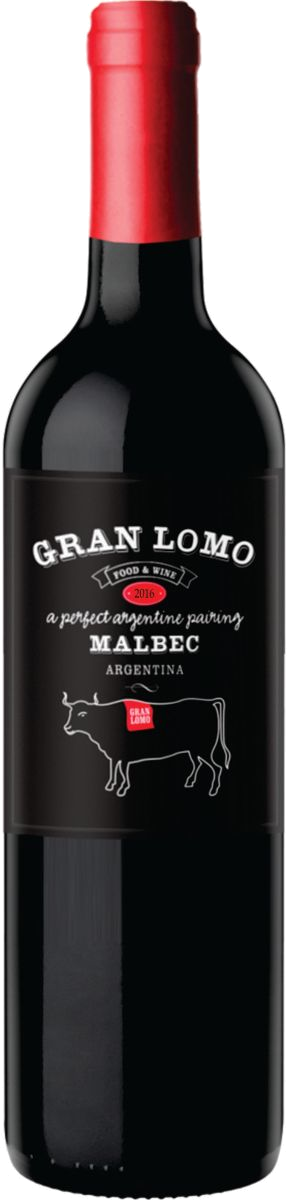 GRAN LOMO
FOOD & WINE
2016
a perfect argentine pairing
MALBEC
ARGENTINA
GRAN
LOMO